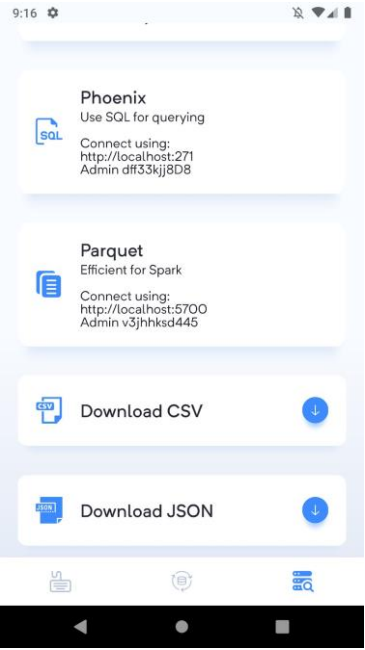 9:16
Phoenix
Use SQL for querying
SQL
Connect using:
http://localhost:271
Admin dff33kjj8D8
Parquet
Efficient for Spark
Connect using:
http://localhost:5700
Admin v3jhhksd445
CSV
Download CSV
JSON
Download JSON